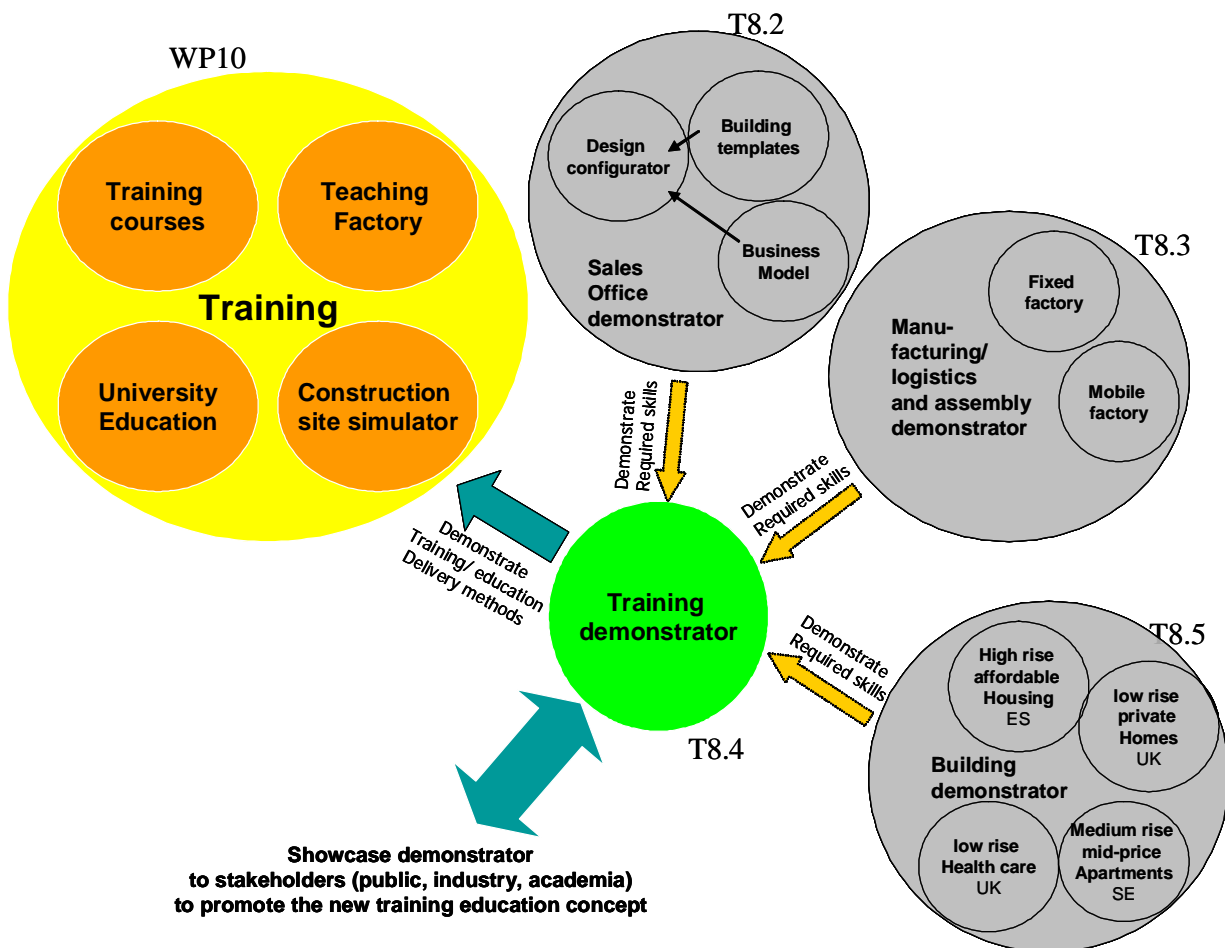 WP10
Training
courses
Teaching
Factory
Training
University
Education
Construction
site simulator
T8.2
Design
configurator
Building
templates
Business
Model
Sales
Office
demonstrator
T8.3
Fixed
factory
Manu-
facturing/
logistics
and assembly
demonstrator
Mobile
factory
Demonstrate
Required skills
Demonstrate
Required skills
Demonstrate
Training/ education
Delivery methods
Training
demonstrator
T8.4
Demonstrate
Required skills
T8.5
High rise
affordable
Housing
ES
low rise
private
Homes
UK
Building
demonstrator
low rise
Health care
UK
Medium rise
mid-price
Apartments
SE
Showcase demonstrator
to stakeholders (public, industry, academia)
to promote the new training education concept